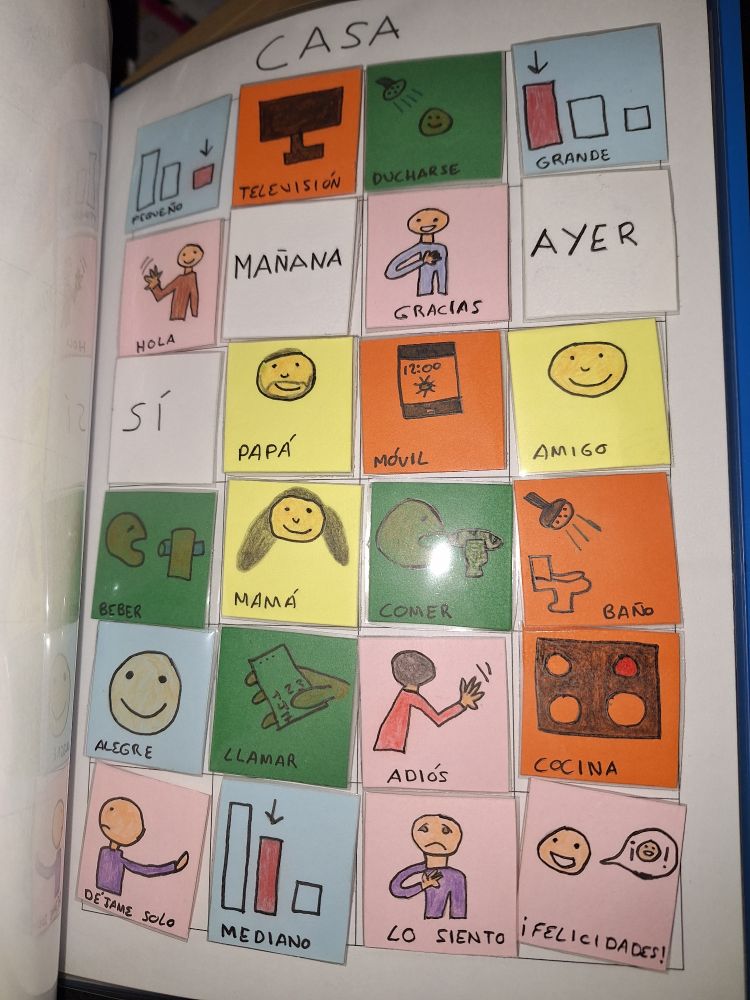 CASA
PEQUEÑO
TELEVISIÓN
DUCHARSE
GRANDE
HOLA
MAÑANA
GRACIAS
AYER
SÍ
PAPÁ
12:00
MÓVIL
AMIGO
BEBER
MAMÁ
COMER
BAÑO
ALEGRE
LLAMAR
ADIÓS
COCINA
DÉJAME SOLO
MEDIANO
LO SIENTO
¡FELICIDADES!